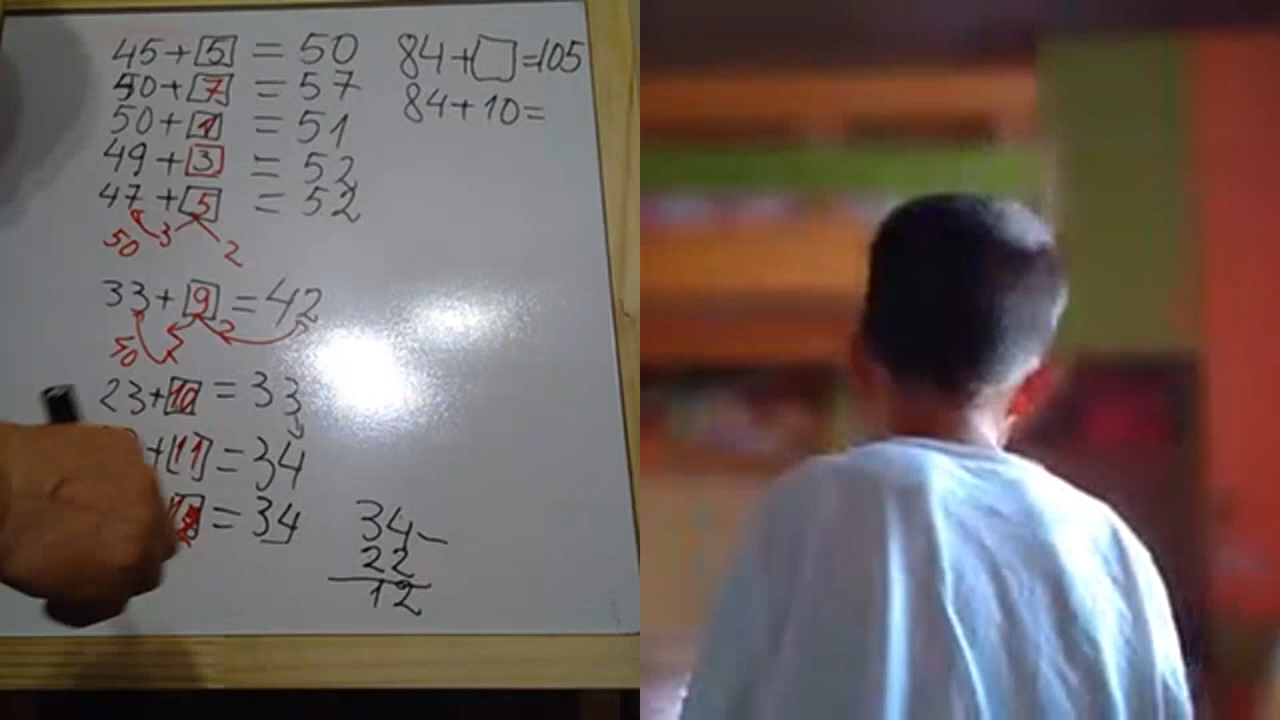 45+5 = 50
50+7 = 57
50+1 = 51
49+3 = 52
47+5 = 52
50 3 2
33+9 = 42
2
23+10 = 33
+11 = 34
= 34
84+□=105
84+10=
34-
22
12